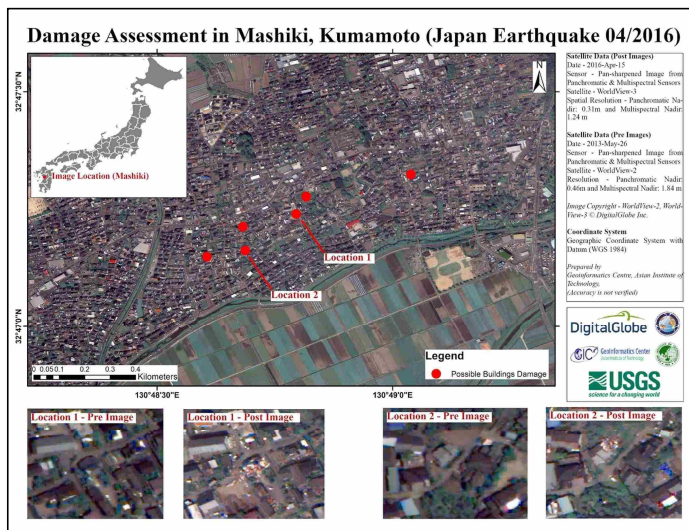 Damage Assessment in Mashiki, Kumamoto (Japan Earthquake 04/2016)
32°47'30"N
32°47'0"N
Image Location (Mashiki)
N
Location 1
Location 2
0 0.05 0.1 0.2 0.3 0.4
Kilometers
Legend
Possible Buildings Damage
130°48'30"E
130°49'0"E
Satellite Data (Post Images)
Date - 2016-Apr-15
Sensor - Pan-sharpened Image from
Panchromatic & Multispectral Sensors
Satellite - WorldView-3
Spatial Resolution - Panchromatic Na-
dir: 0.31m and Multispectral Nadir:
1.24 m
Satellite Data (Pre Images)
Date - 2013-May-26
Sensor - Pan-sharpened Image from
Panchromatic & Multispectral Sensors
Satellite - WorldView-2
Resolution - Panchromatic Nadir:
0.46m and Multispectral Nadir: 1.84 m
Image Copyright - WorldView-2, World-
View-3 © DigitalGlobe Inc.
Coordinate System
Geographic Coordinate System with
Datum (WGS 1984)
Prepared by
Geoinformatics Centre, Asian Institute of
Technology.
(Accuracy is not verified)
DigitalGlobe
GIC Geoinformatics Center
Asian Institute of Technology
USGS
science for a changing world
Location 1 - Pre Image
Location 1 - Post Image
Location 2 - Pre Image
Location 2 - Post Image